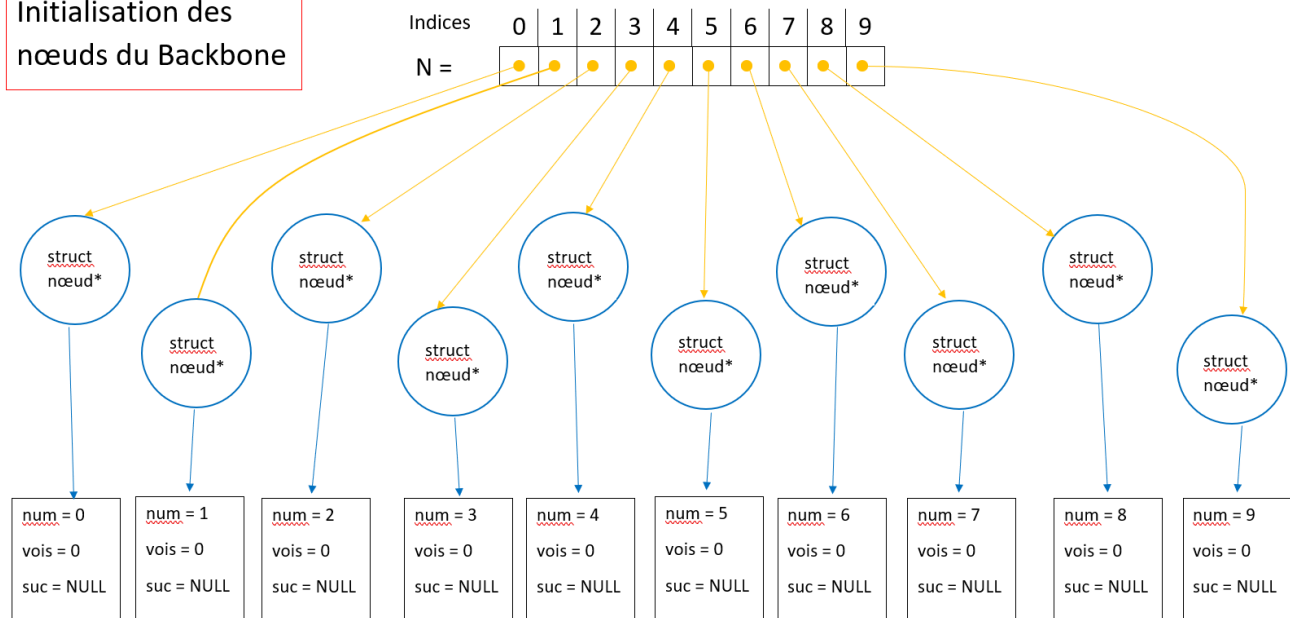 Initialisation des
nœuds du Backbone
Indices 0 1 2 3 4 5 6 7 8 9
N =
struct
nœud*
struct
nœud*
struct
nœud*
struct
nœud*
struct
nœud*
struct
nœud*
struct
nœud*
struct
nœud*
struct
nœud*
struct
nœud*
num = 0
vois = 0
suc = NULL
num = 1
vois = 0
suc = NULL
num = 2
vois = 0
suc = NULL
num = 3
vois = 0
suc = NULL
num = 4
vois = 0
suc = NULL
num = 5
vois = 0
suc = NULL
num = 6
vois = 0
suc = NULL
num = 7
vois = 0
suc = NULL
num = 8
vois = 0
suc = NULL
num = 9
vois = 0
suc = NULL